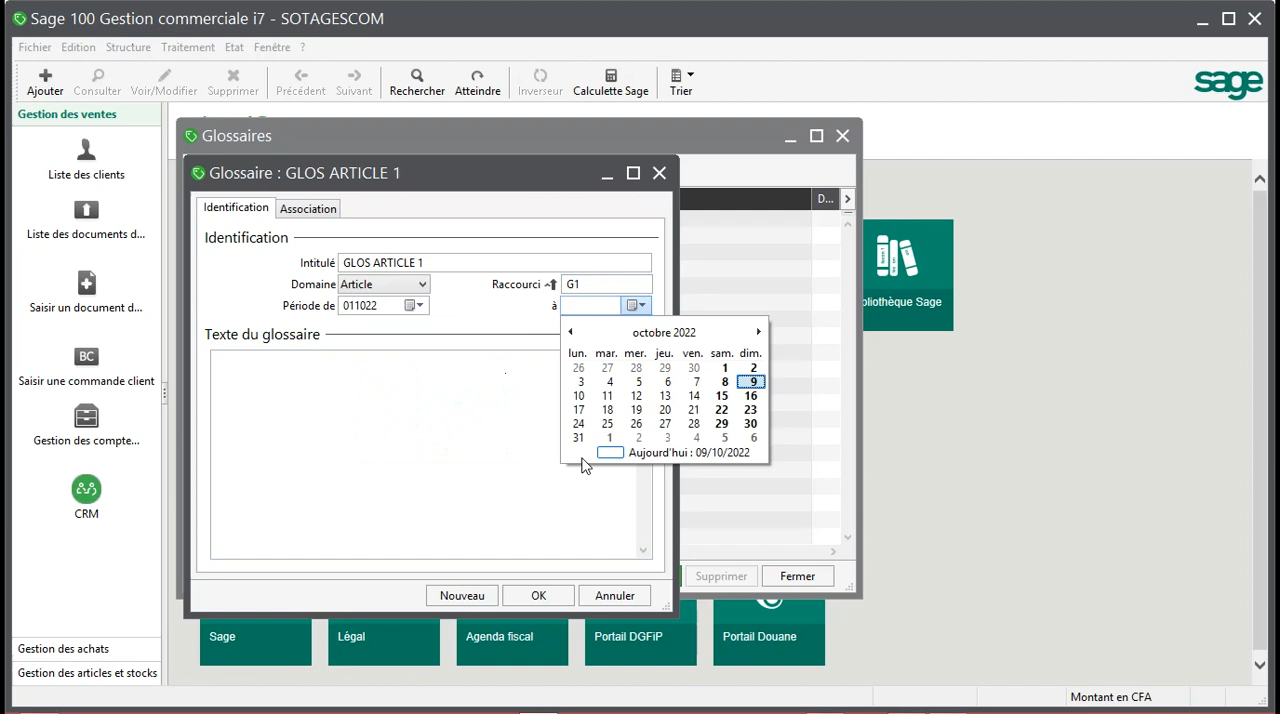 Sage 100 Gestion commerciale i7 - SOTAGESCOM
Fichier Edition Structure Traitement Etat Fenêtre ?
Ajouter Consulter Voir/Modifier Supprimer Précédent Suivant Rechercher Atteindre Inverseur Calculette Sage Trier
sage
Gestion des ventes
Liste des clients
Liste des documents d...
Saisir un document d...
BC
Saisir une commande client
Gestion des compte...
CRM
Gestion des achats
Gestion des articles et stocks
Glossaires
D...
Glossaire : GLOS ARTICLE 1
Identification Association
Identification
Intitulé GLOS ARTICLE 1
Domaine Article Raccourci G1
Période de 011022 à
Texte du glossaire
octobre 2022
lun. mar. mer. jeu. ven. sam. dim.
26 27 28 29 30 1 2
3 4 5 6 7 8 9
10 11 12 13 14 15 16
17 18 19 20 21 22 23
24 25 26 27 28 29 30
31 1 2 3 4 5 6
Aujourd'hui : 09/10/2022
Nouveau OK Annuler
Supprimer Fermer
bliothèque Sage
Sage Légal Agenda fiscal Portail DGFiP Portail Douane
Montant en CFA